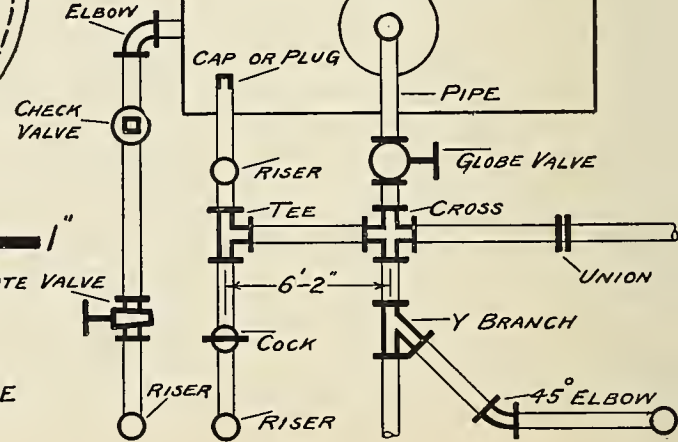 ELBOW
CAP OR PLUG
PIPE
CHECK
VALVE
RISER
GLOBE VALVE
TEE
CROSS
1"
UNION
VALVE
6'-2"
Y BRANCH
COCK
RISER
45° ELBOW
RISER